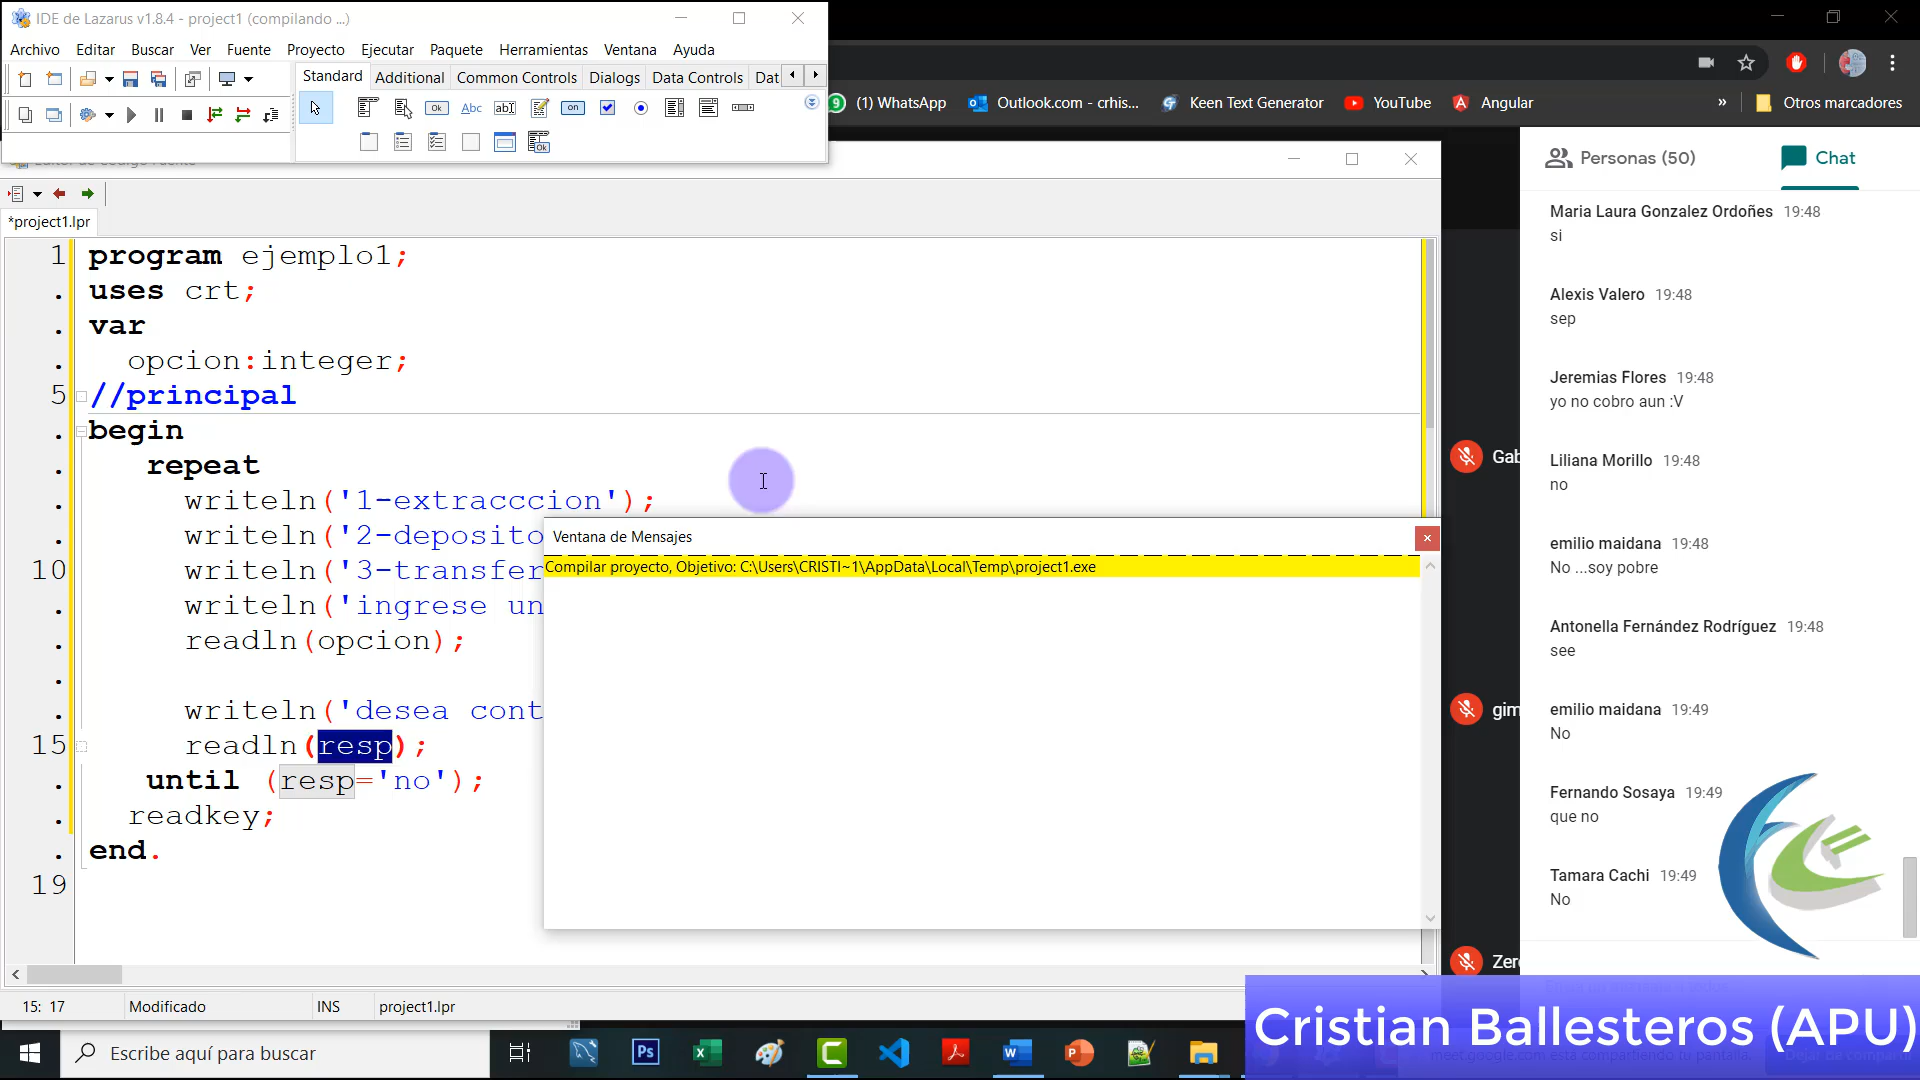 IDE de Lazarus v1.8.4 - project1 (compilando ...)
Archivo Editar Buscar Ver Fuente Proyecto Ejecutar Paquete Herramientas Ventana Ayuda
Standard Additional Common Controls Dialogs Data Controls Dat
(1) WhatsApp Outlook.com - crhis... Keen Text Generator YouTube Angular » Otros marcadores
*project1.lpr
1 program ejemplo1;
. uses crt;
. var
. opcion:integer;
5 //principal
. begin
. repeat
. writeln('1-extracccion');
. writeln('2-deposito
10 writeln('3-transfer
. writeln('ingrese un
. readln(opcion);
.
. writeln('desea cont
15 readln(resp);
. until (resp='no');
. readkey;
. end.
19
Ventana de Mensajes
Compilar proyecto, Objetivo: C:\Users\CRISTI~1\AppData\Local\Temp\project1.exe
15: 17 Modificado INS project1.lpr
Gab
gim
Zero
Personas (50) Chat
Maria Laura Gonzalez Ordoñes 19:48
si
Alexis Valero 19:48
sep
Jeremias Flores 19:48
yo no cobro aun :V
Liliana Morillo 19:48
no
emilio maidana 19:48
No ...soy pobre
Antonella Fernández Rodríguez 19:48
see
emilio maidana 19:49
No
Fernando Sosaya 19:49
que no
Tamara Cachi 19:49
No
Cristian Ballesteros (APU)
Escribe aquí para buscar